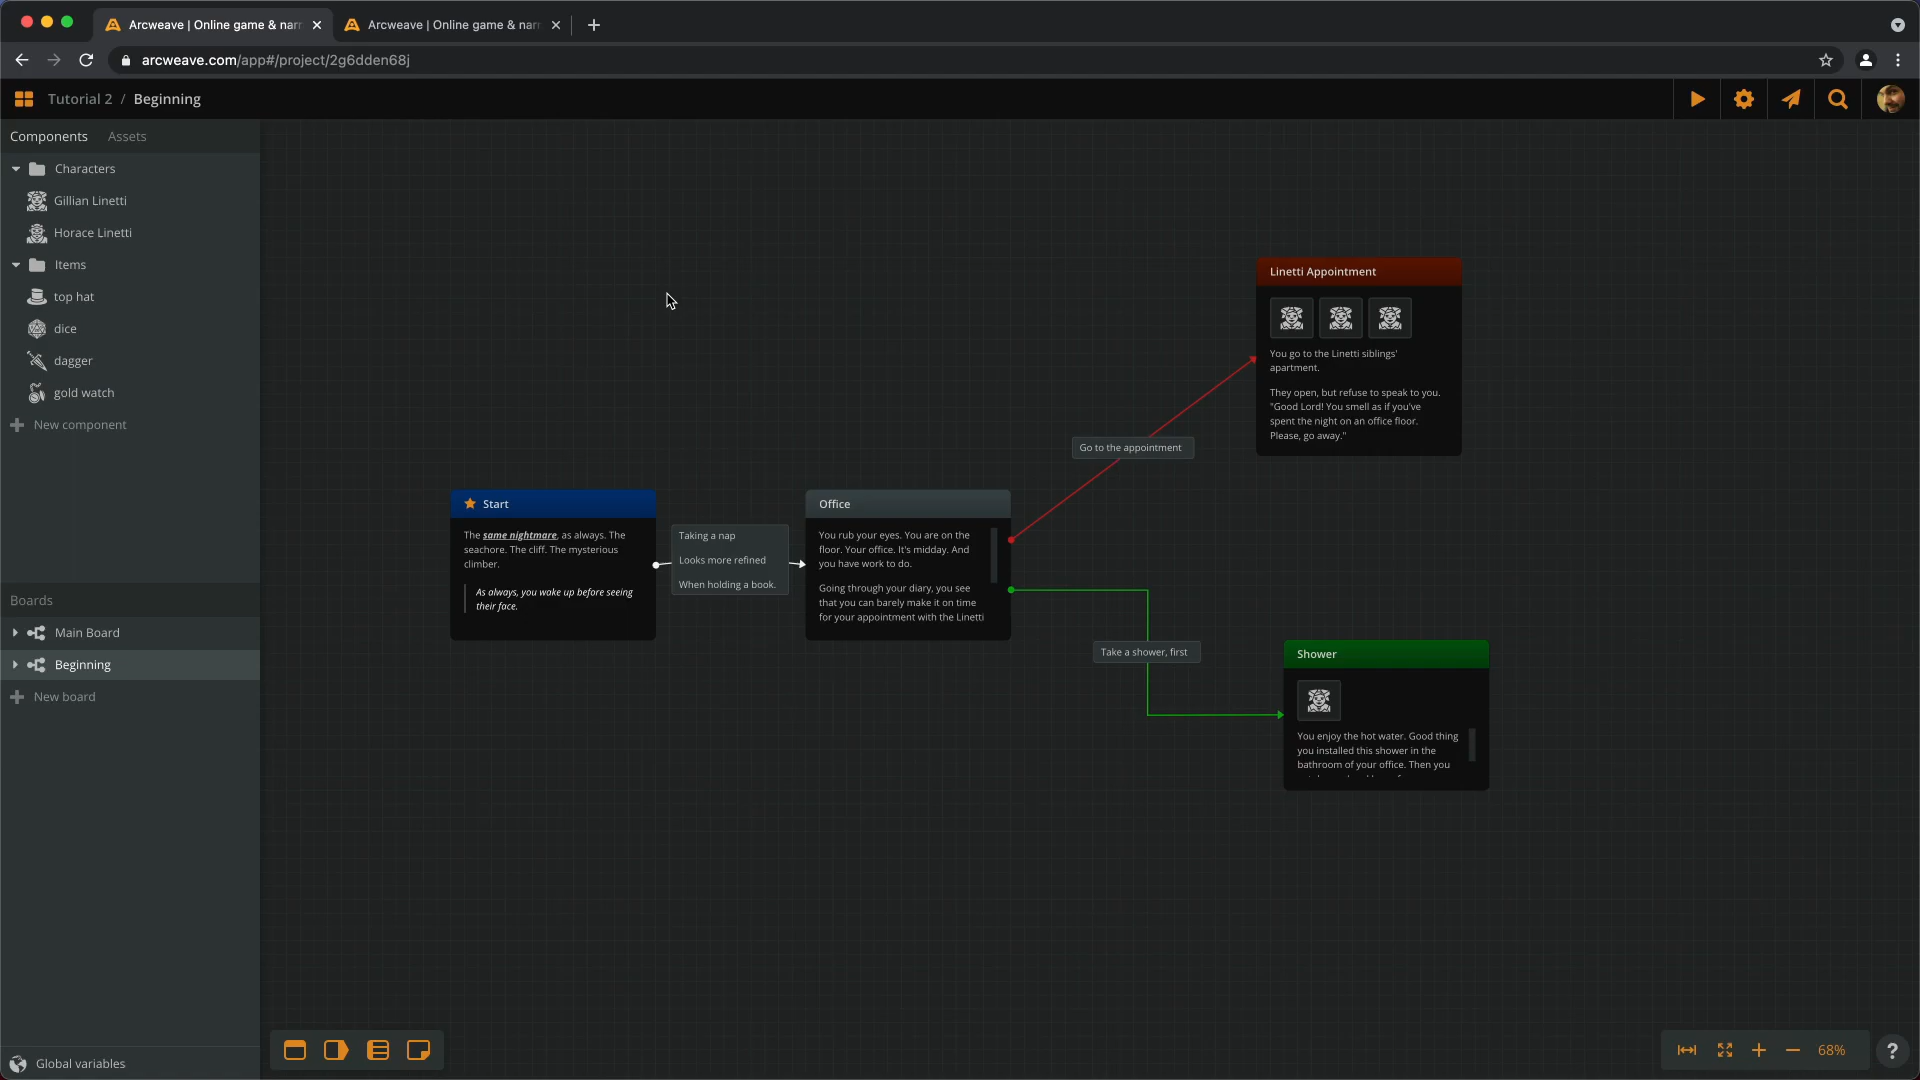 Arcweave | Online game & narr
Arcweave | Online game & narr
arcweave.com/app#/project/2g6dden68j
Tutorial 2 / Beginning
Components Assets
Characters
Gillian Linetti
Horace Linetti
Items
top hat
dice
dagger
gold watch
New component
Boards
Main Board
Beginning
New board
Global variables
Start
The same nightmare, as always. The
seachore. The cliff. The mysterious
climber.
As always, you wake up before seeing
their face.
Taking a nap
Looks more refined
When holding a book.
Office
You rub your eyes. You are on the
floor. Your office. It's midday. And
you have work to do.
Going through your diary, you see
that you can barely make it on time
for your appointment with the Linetti
Go to the appointment
Take a shower, first
Linetti Appointment
You go to the Linetti siblings'
apartment.
They open, but refuse to speak to you.
"Good Lord! You smell as if you've
spent the night on an office floor.
Please, go away."
Shower
You enjoy the hot water. Good thing
you installed this shower in the
bathroom of your office. Then you
68%
?